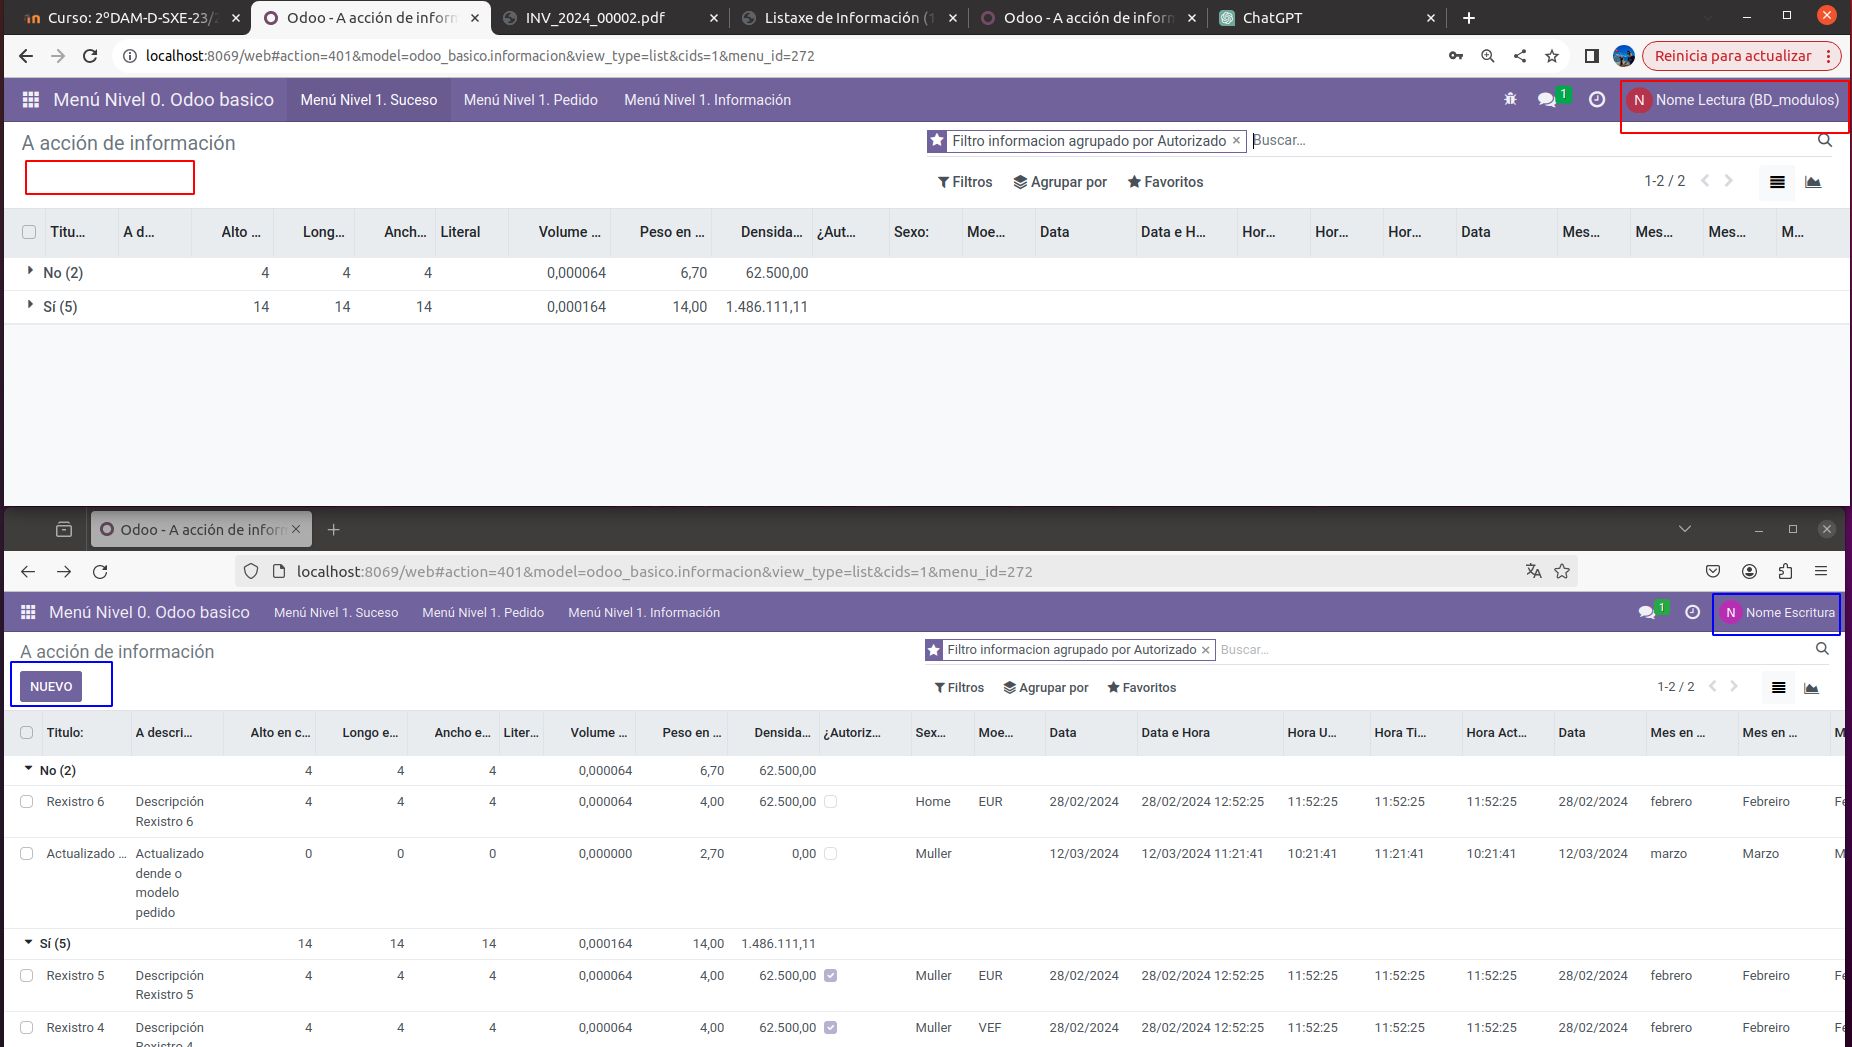 Curso: 2ºDAM-D-SXE-23/2
Odoo - A acción de inform
INV_2024_00002.pdf
Listaxe de Información (1
Odoo - A acción de inform
ChatGPT
localhost:8069/web#action=401&model=odoo_basico.informacion&view_type=list&cids=1&menu_id=272
Reinicia para actualizar
Menú Nivel 0. Odoo basico
Menú Nivel 1. Suceso
Menú Nivel 1. Pedido
Menú Nivel 1. Información
1
N
Nome Lectura (BD_modulos)
A acción de información
Filtro informacion agrupado por Autorizado ×
Buscar...
Filtros
Agrupar por
Favoritos
1-2 / 2
Titu... A d... Alto ... Long... Anch... Literal Volume ... Peso en ... Densida... ¿Aut... Sexo: Moe... Data Data e H... Hor... Hor... Hor... Data Mes... Mes... Mes... M...
No (2) 4 4 4 0,000064 6,70 62.500,00
Sí (5) 14 14 14 0,000164 14,00 1.486.111,11
Odoo - A acción de inform
localhost:8069/web#action=401&model=odoo_basico.informacion&view_type=list&cids=1&menu_id=272
Menú Nivel 0. Odoo basico
Menú Nivel 1. Suceso
Menú Nivel 1. Pedido
Menú Nivel 1. Información
1
N
Nome Escritura
A acción de información
Filtro informacion agrupado por Autorizado ×
Buscar...
NUEVO
Filtros
Agrupar por
Favoritos
1-2 / 2
Titulo: A descri... Alto en c... Longo e... Ancho e... Liter... Volume ... Peso en ... Densida... ¿Autoriz... Sex... Moe... Data Data e Hora Hora U... Hora Ti... Hora Act... Data Mes en ... Mes en ... M
No (2) 4 4 4 0,000064 6,70 62.500,00
Rexistro 6 Descripción 4 4 4 0,000064 4,00 62.500,00 Home EUR 28/02/2024 28/02/2024 12:52:25 11:52:25 11:52:25 11:52:25 28/02/2024 febrero Febreiro Fe
Rexistro 6
Actualizado ... Actualizado 0 0 0 0,000000 2,70 0,00 Muller 12/03/2024 12/03/2024 11:21:41 10:21:41 11:21:41 10:21:41 12/03/2024 marzo Marzo M
dende o
modelo
pedido
Sí (5) 14 14 14 0,000164 14,00 1.486.111,11
Rexistro 5 Descripción 4 4 4 0,000064 4,00 62.500,00 Muller EUR 28/02/2024 28/02/2024 12:52:25 11:52:25 11:52:25 11:52:25 28/02/2024 febrero Febreiro Fe
Rexistro 5
Rexistro 4 Descripción 4 4 4 0,000064 4,00 62.500,00 Muller VEF 28/02/2024 28/02/2024 12:52:25 11:52:25 11:52:25 11:52:25 28/02/2024 febrero Febreiro Fe
Rexistro 4